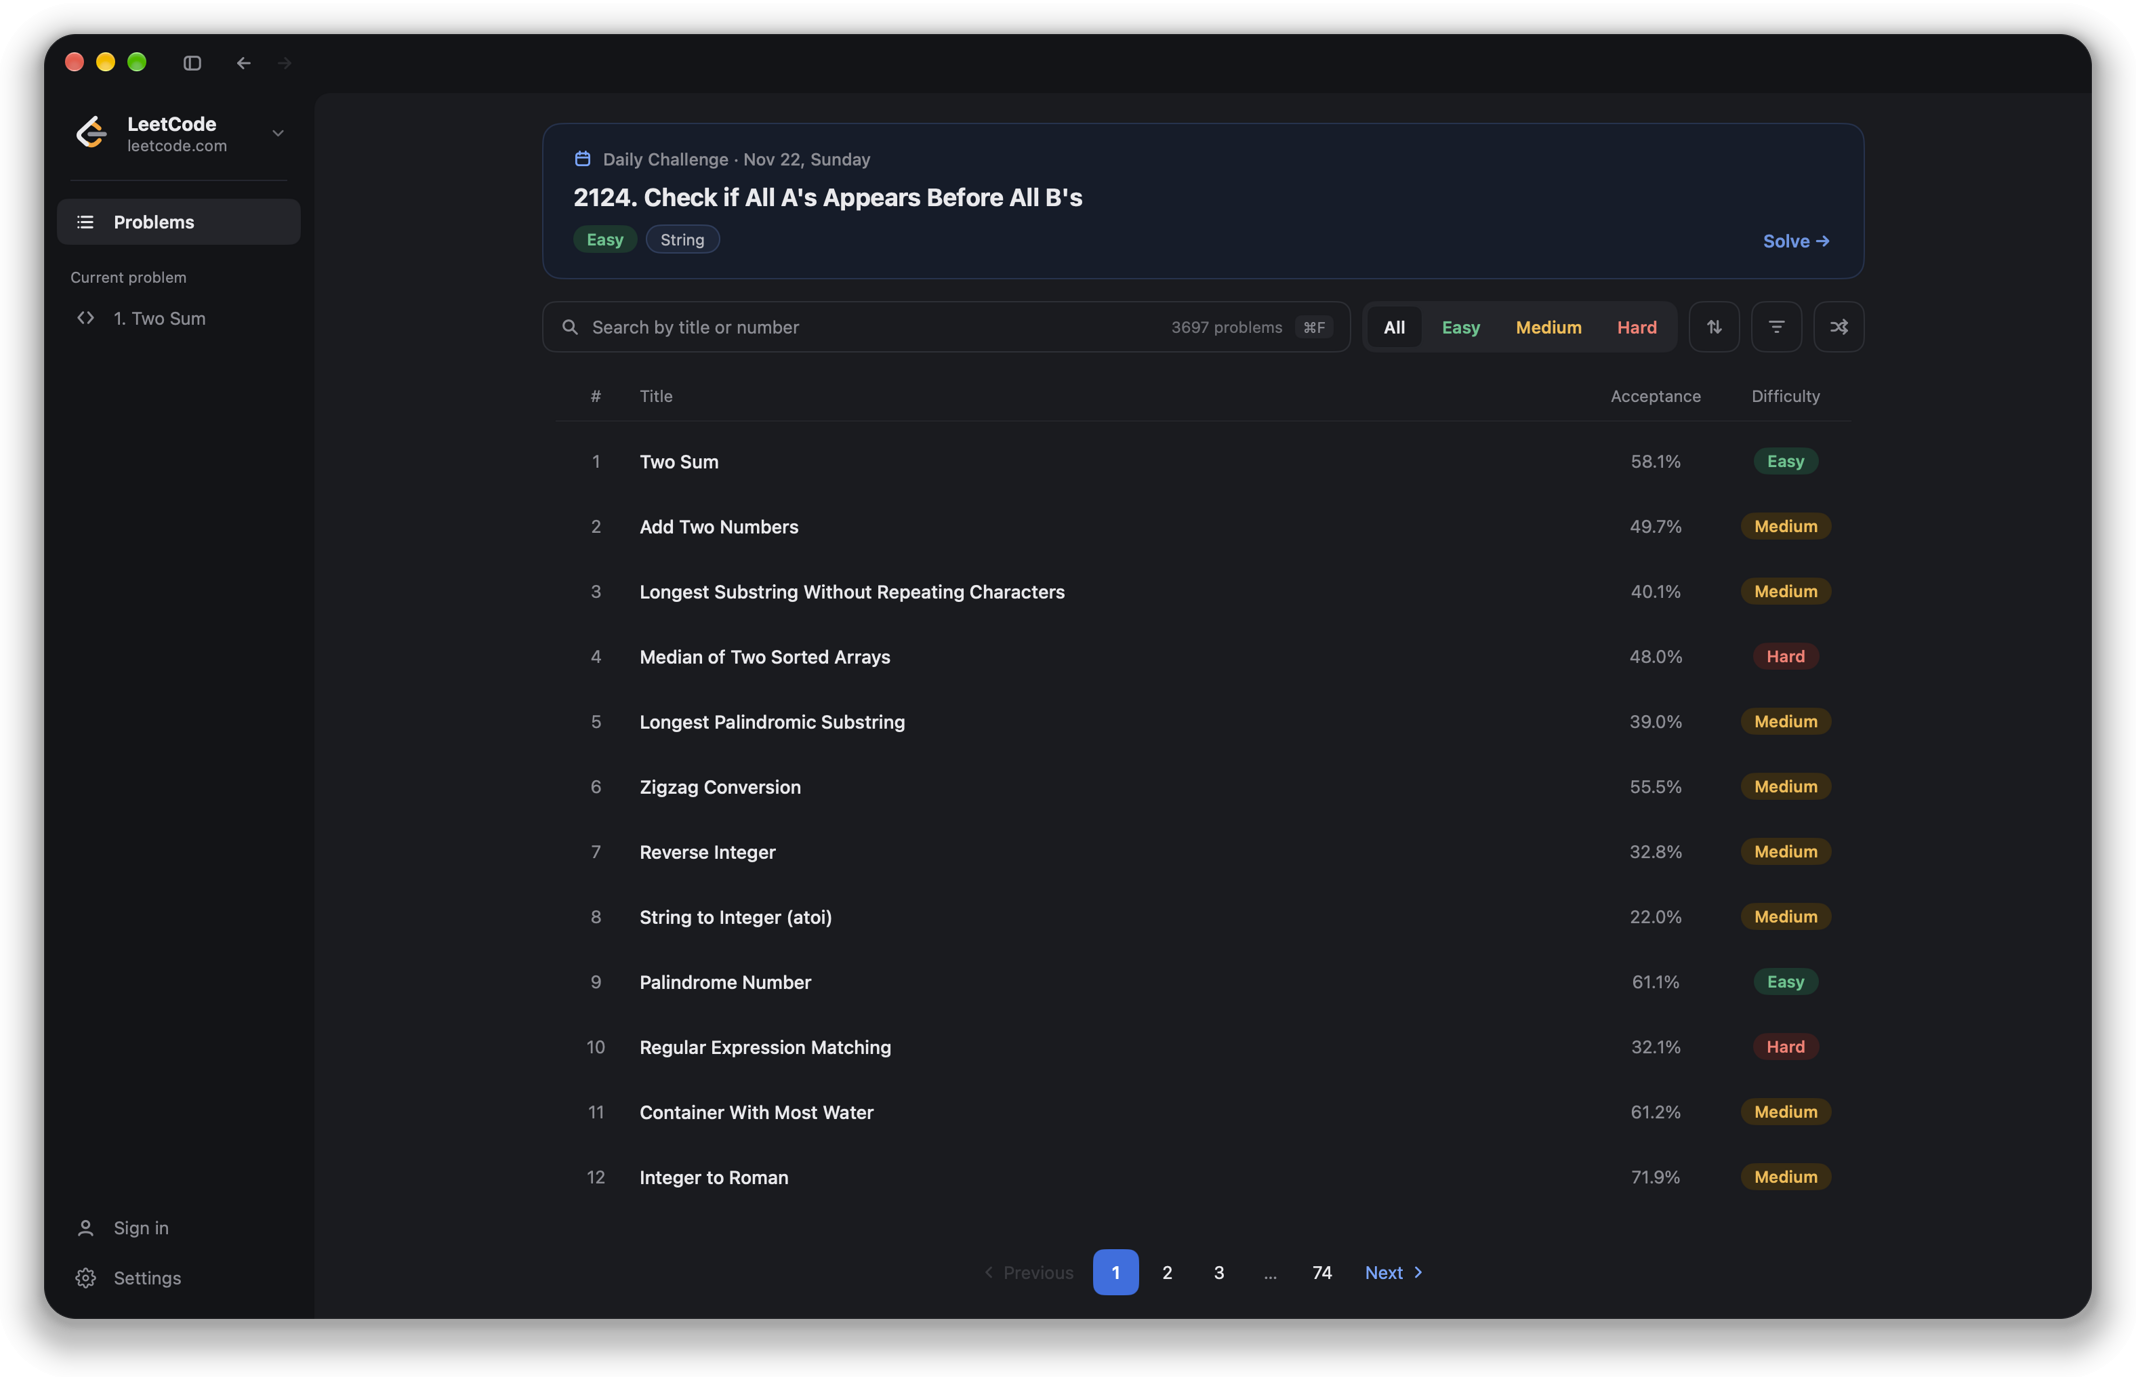 LeetCode
leetcode.com
Problems
Current problem
1. Two Sum
Sign in
Settings
Daily Challenge · Nov 22, Sunday
2124. Check if All A's Appears Before All B's
Easy String
Solve →
Search by title or number 3697 problems ⌘F All Easy Medium Hard
# Title Acceptance Difficulty
1 Two Sum 58.1% Easy
2 Add Two Numbers 49.7% Medium
3 Longest Substring Without Repeating Characters 40.1% Medium
4 Median of Two Sorted Arrays 48.0% Hard
5 Longest Palindromic Substring 39.0% Medium
6 Zigzag Conversion 55.5% Medium
7 Reverse Integer 32.8% Medium
8 String to Integer (atoi) 22.0% Medium
9 Palindrome Number 61.1% Easy
10 Regular Expression Matching 32.1% Hard
11 Container With Most Water 61.2% Medium
12 Integer to Roman 71.9% Medium
Previous 1 2 3 ... 74 Next